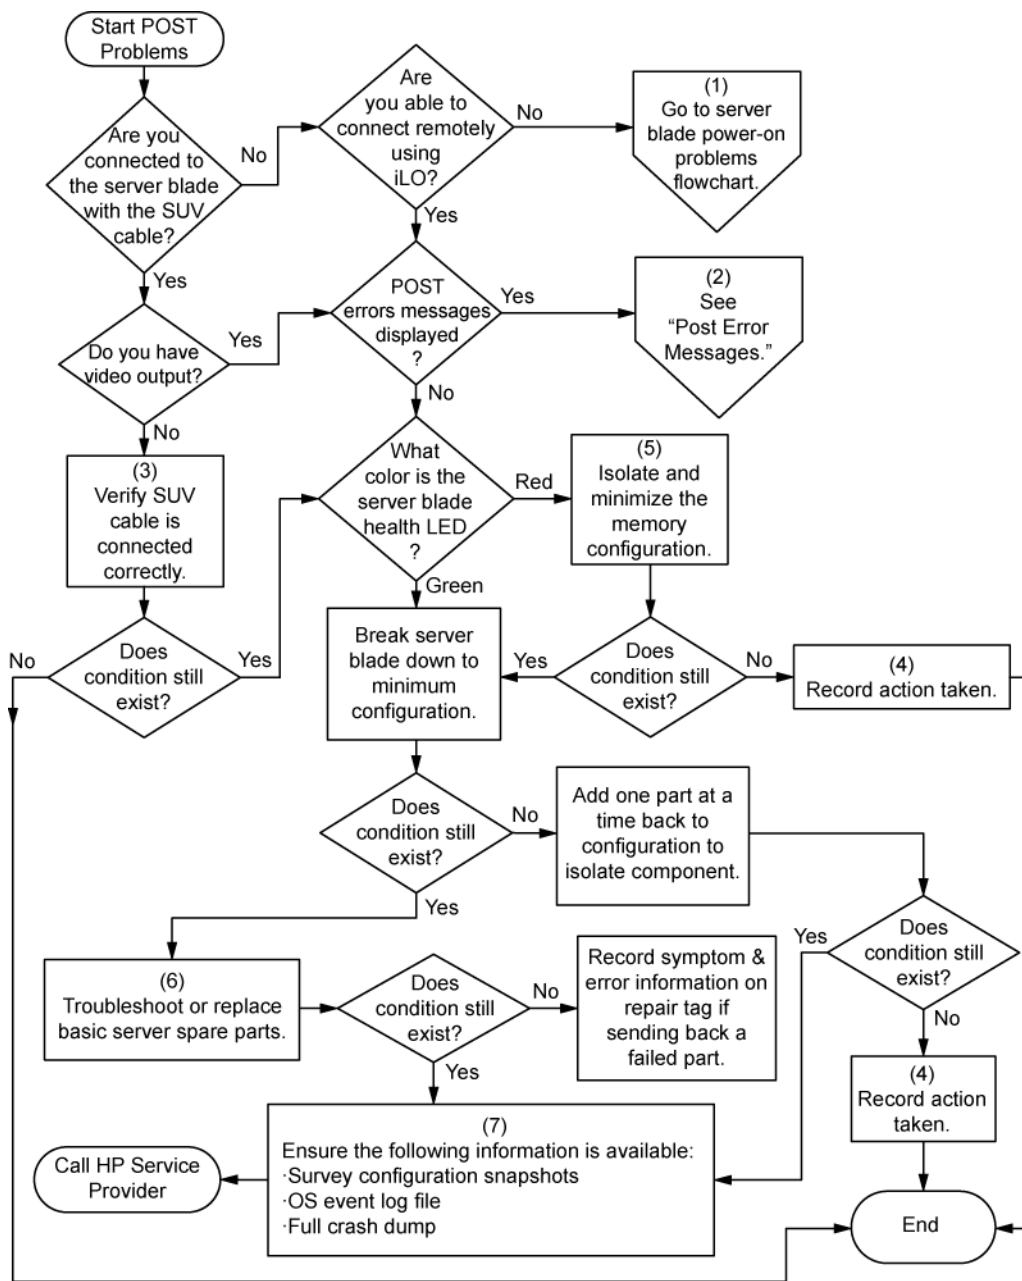 Start POST
Problems
Are you
connected to
the server blade
with the SUV
cable?
No
Yes
Are
you able to
connect remotely
using
iLO?
No
Yes
(1)
Go to server
blade power-on
problems
flowchart.
Do you have
video output?
Yes
No
POST
errors messages
displayed
?
Yes
No
(2)
See
“Post Error
Messages.”
(3)
Verify SUV
cable is
connected
correctly.
What
color is the
server blade
health LED
?
Red
Green
(5)
Isolate and
minimize the
memory
configuration.
No
Does
condition still
exist?
Yes
Break server
blade down to
minimum
configuration.
Yes
Does
condition still
exist?
No
(4)
Record action taken.
Does
condition still
exist?
No
Yes
Add one part at a
time back to
configuration to
isolate component.
Yes
Does
condition still
exist?
No
(6)
Troubleshoot or replace
basic server spare parts.
Does
condition still
exist?
No
Yes
Record symptom &
error information on
repair tag if
sending back a
failed part.
(4)
Record action
taken.
Call HP Service
Provider
(7)
Ensure the following information is available:
·Survey configuration snapshots
·OS event log file
·Full crash dump
End